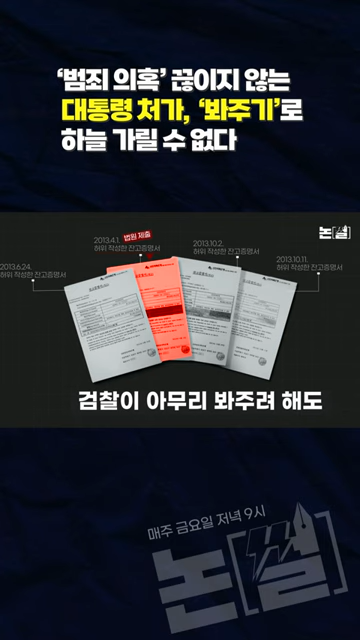 ‘범죄 의혹’ 끊이지 않는
대통령 처가, ‘봐주기’로
하늘 가릴 수 없다
논[썰]
2013.4.1. 법원 제출
허위 작성한 잔고증명서
2013.10.2.
허위 작성한 잔고증명서
2013.6.24.
허위 작성한 잔고증명서
2013.10.11.
허위 작성한 잔고증명서
검찰이 아무리 봐주려 해도
매주 금요일 저녁 9시
논[썰]